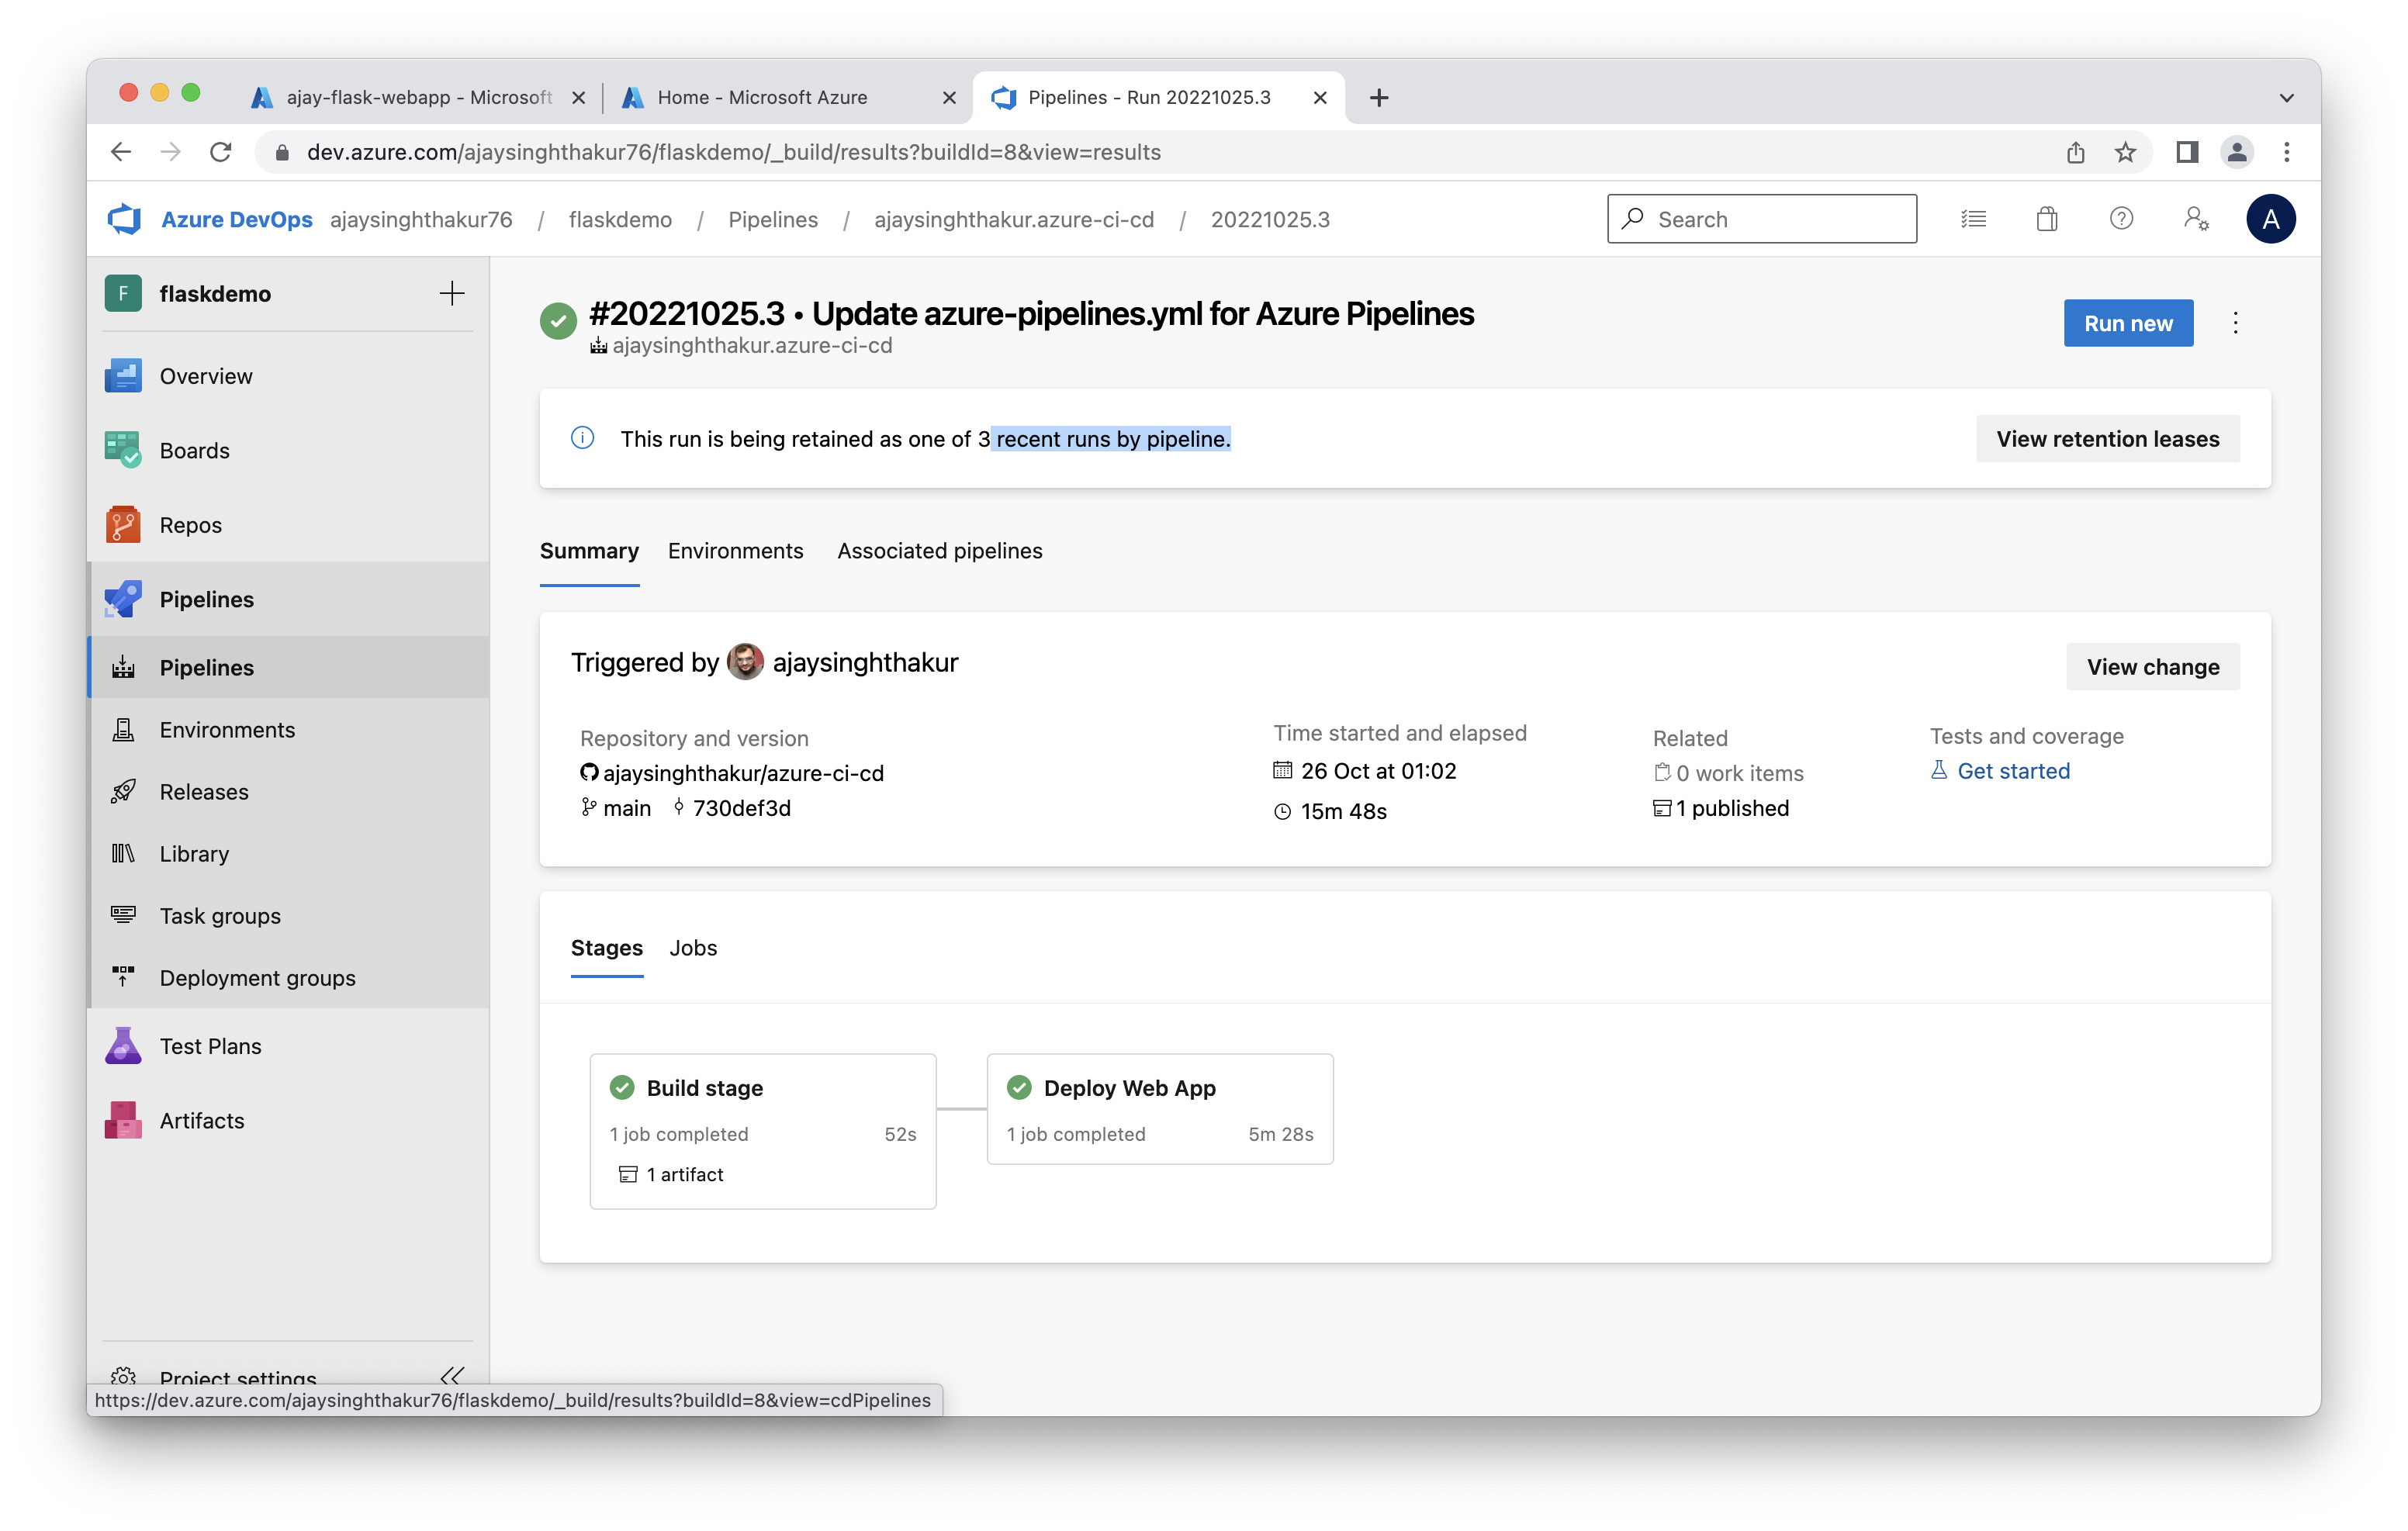 ajay-flask-webapp - Microsoft
Home - Microsoft Azure
Pipelines - Run 20221025.3
dev.azure.com/ajaysinghthakur76/flaskdemo/_build/results?buildId=8&view=results
Azure DevOps ajaysinghthakur76 / flaskdemo / Pipelines / ajaysinghthakur.azure-ci-cd / 20221025.3
Search
A
F flaskdemo
Overview
Boards
Repos
Pipelines
Pipelines
Environments
Releases
Library
Task groups
Deployment groups
Test Plans
Artifacts
Project settings
https://dev.azure.com/ajaysinghthakur76/flaskdemo/_build/results?buildId=8&view=cdPipelines
#20221025.3 • Update azure-pipelines.yml for Azure Pipelines
ajaysinghthakur.azure-ci-cd
Run new
This run is being retained as one of 3 recent runs by pipeline.
View retention leases
Summary Environments Associated pipelines
Triggered by ajaysinghthakur
View change
Repository and version
ajaysinghthakur/azure-ci-cd
main 730def3d
Time started and elapsed
26 Oct at 01:02
15m 48s
Related
0 work items
1 published
Tests and coverage
Get started
Stages Jobs
Build stage
1 job completed 52s
1 artifact
Deploy Web App
1 job completed 5m 28s